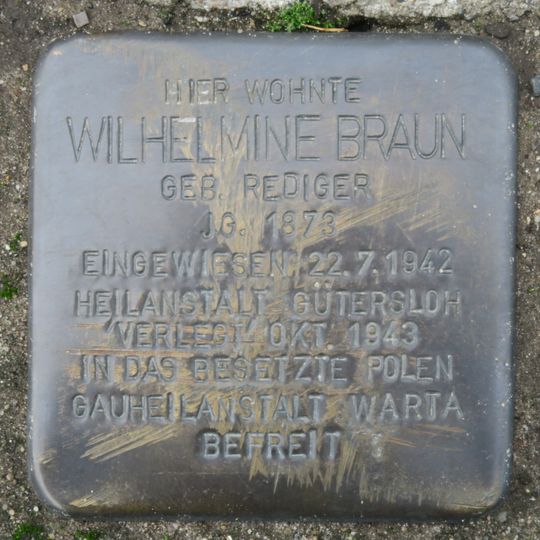 HIER WOHNTE
WILHELMINE BRAUN
GEB. REDIGER
JG. 1873
EINGEWIESEN 22.7.1942
HEILANSTALT GÜTERSLOH
'VERLEGT' OKT. 1943
IN DAS BESETZTE POLEN
GAUHEILANSTALT WARTA
BEFREIT